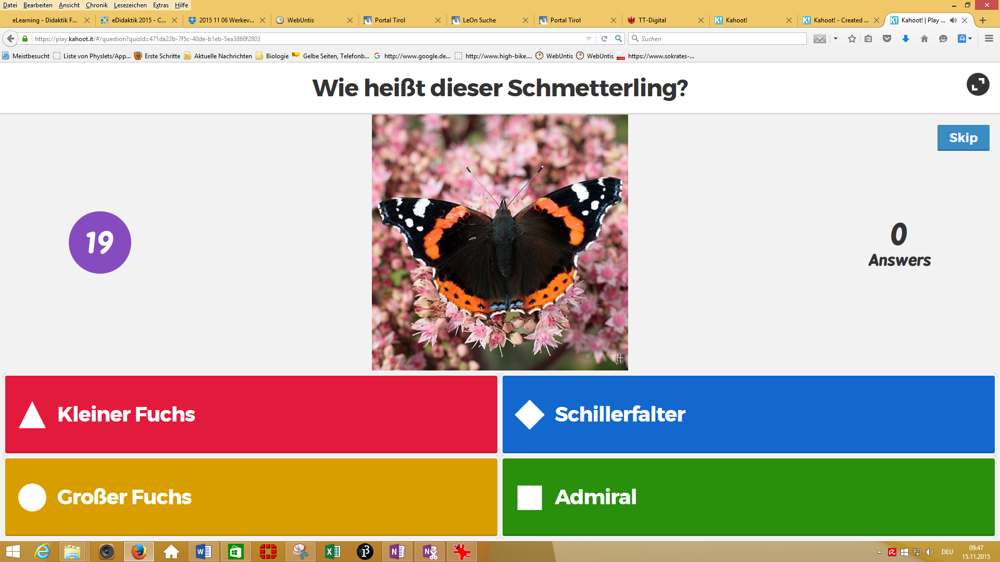 Datei Bearbeiten Ansicht Chronik Lesezeichen Extras Hilfe
eLearning - Didaktik F... eDidaktik 2015 - C... 2015 11 06 Werkev... WebUntis Portal Tirol LeOn Suche Portal Tirol TT-Digital Kahoot! Kahoot! - Created ... Kahoot! | Play ...
https://play.kahoot.it/#/question?quizId=471da22b-7f5c-40de-b1eb-5ea3868f2803 Suchen
Meistbesucht Liste von Physlets/App... Erste Schritte Aktuelle Nachrichten Biologie Gelbe Seiten, Telefonb... http://www.google.de... http://www.high-bike.... WebUntis WebUntis https://www.sokrates-...
Wie heißt dieser Schmetterling?
Skip
19
0
Answers
RH
Kleiner Fuchs
Schillerfalter
Großer Fuchs
Admiral
DEU
09:47
15.11.2015